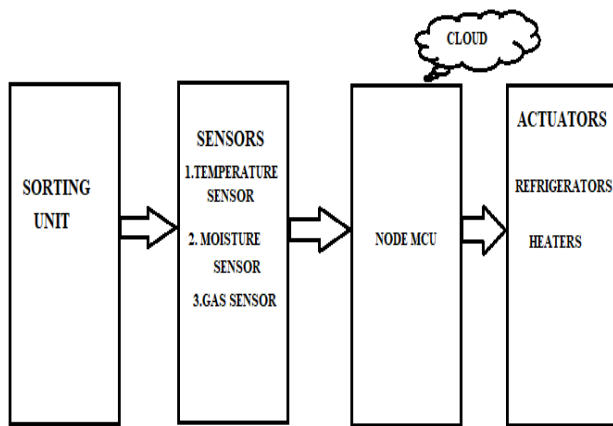 CLOUD
SORTING
UNIT
SENSORS
1.TEMPERATURE
SENSOR
2. MOISTURE
SENSOR
3.GAS SENSOR
NODE MCU
ACTUATORS
REFRIGERATORS
HEATERS